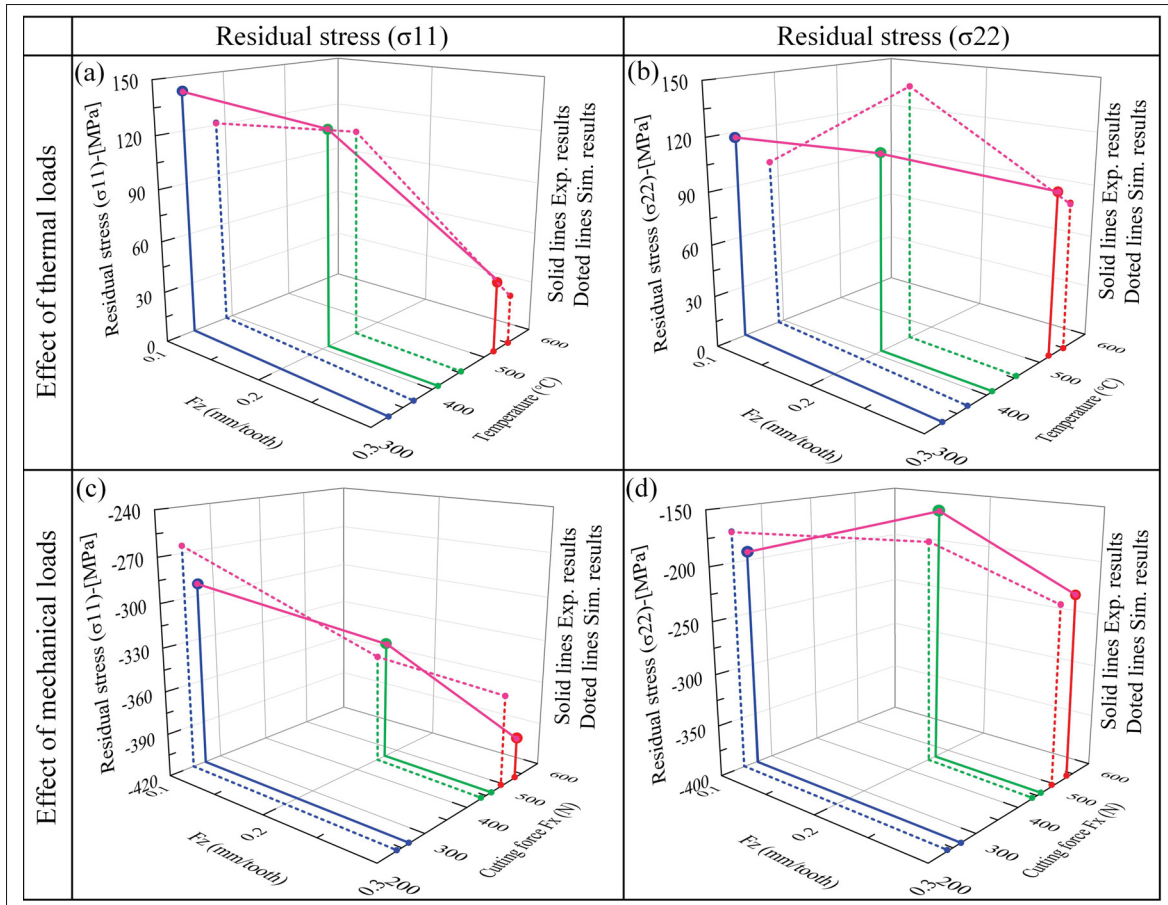 Residual stress (σ11)
Residual stress (σ22)
Effect of thermal loads
(a)
150
120
90
60
30
0
Residual stress (σ11)-[MPa]
0.1
0.2
0.3
Fz (mm/tooth)
300
400
500
600
Temperature (°C)
Solid lines Exp. results
Doted lines Sim. results
(b)
150
120
90
60
30
0
Residual stress (σ22)-[MPa]
0.1
0.2
0.3
Fz (mm/tooth)
300
400
500
600
Temperature (°C)
Solid lines Exp. results
Doted lines Sim. results
Effect of mechanical loads
(c)
-240
-270
-300
-330
-360
-390
-420
Residual stress (σ11)-[MPa]
0.1
0.2
0.3
Fz (mm/tooth)
200
300
400
500
600
Cutting force Fx (N)
Solid lines Exp. results
Doted lines Sim. results
(d)
-150
-200
-250
-300
-350
-400
Residual stress (σ22)-[MPa]
0.1
0.2
0.3
Fz (mm/tooth)
200
300
400
500
600
Cutting force Fx (N)
Solid lines Exp. results
Doted lines Sim. results